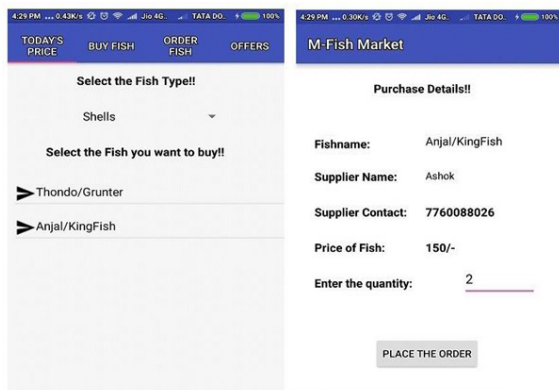 4:29 PM ... 0.43K/s Jio 4G.. TATA DO.. 100%
TODAY'S PRICE
BUY FISH
ORDER FISH
OFFERS
Select the Fish Type!!
Shells
Select the Fish you want to buy!!
Thondo/Grunter
Anjal/KingFish
4:29 PM ... 0.30K/s Jio 4G.. TATA DO.. 100%
M-Fish Market
Purchase Details!!
Fishname: Anjal/KingFish
Supplier Name: Ashok
Supplier Contact: 7760088026
Price of Fish: 150/-
Enter the quantity: 2
PLACE THE ORDER